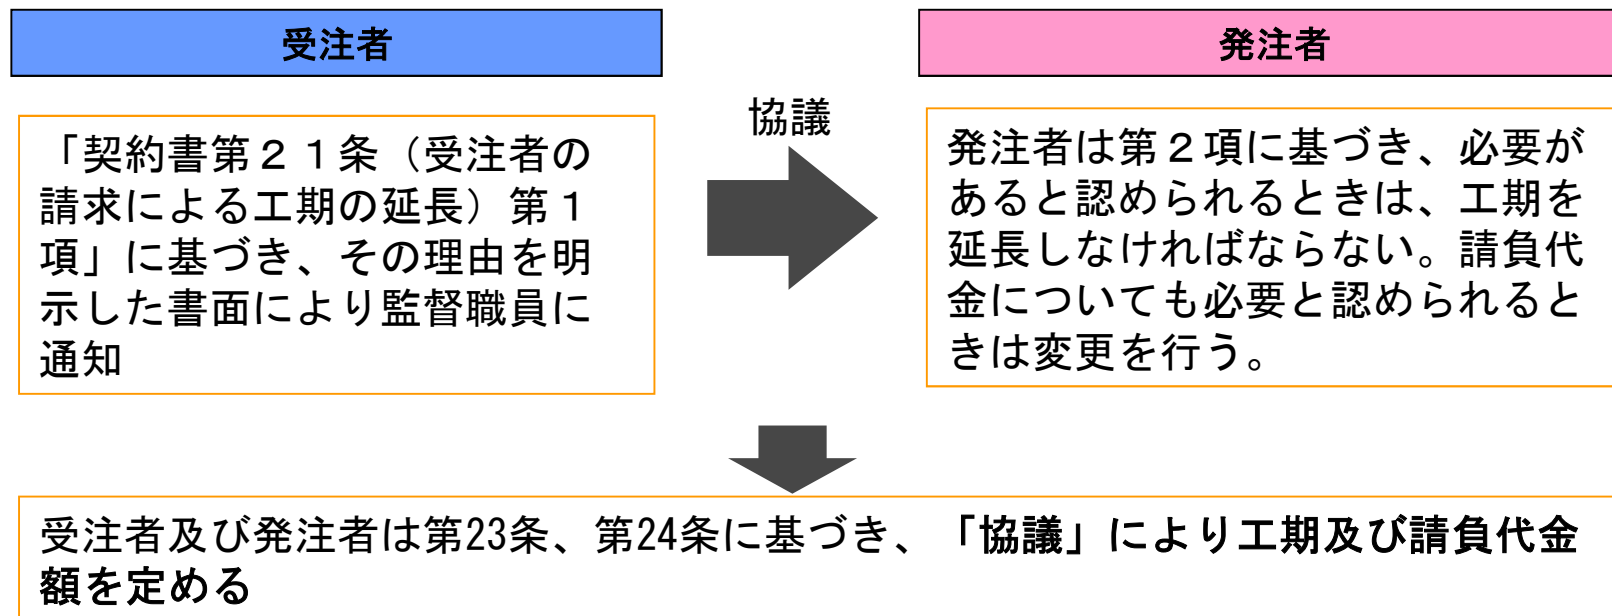 受注者
発注者
「契約書第２１条（受注者の
請求による工期の延長）第１
項」に基づき、その理由を明
示した書面により監督職員に
通知
協議
発注者は第２項に基づき、必要が
あると認められるときは、工期を
延長しなければならない。請負代
金についても必要と認められると
きは変更を行う。
受注者及び発注者は第23条、第24条に基づき、「協議」により工期及び請負代金
額を定める